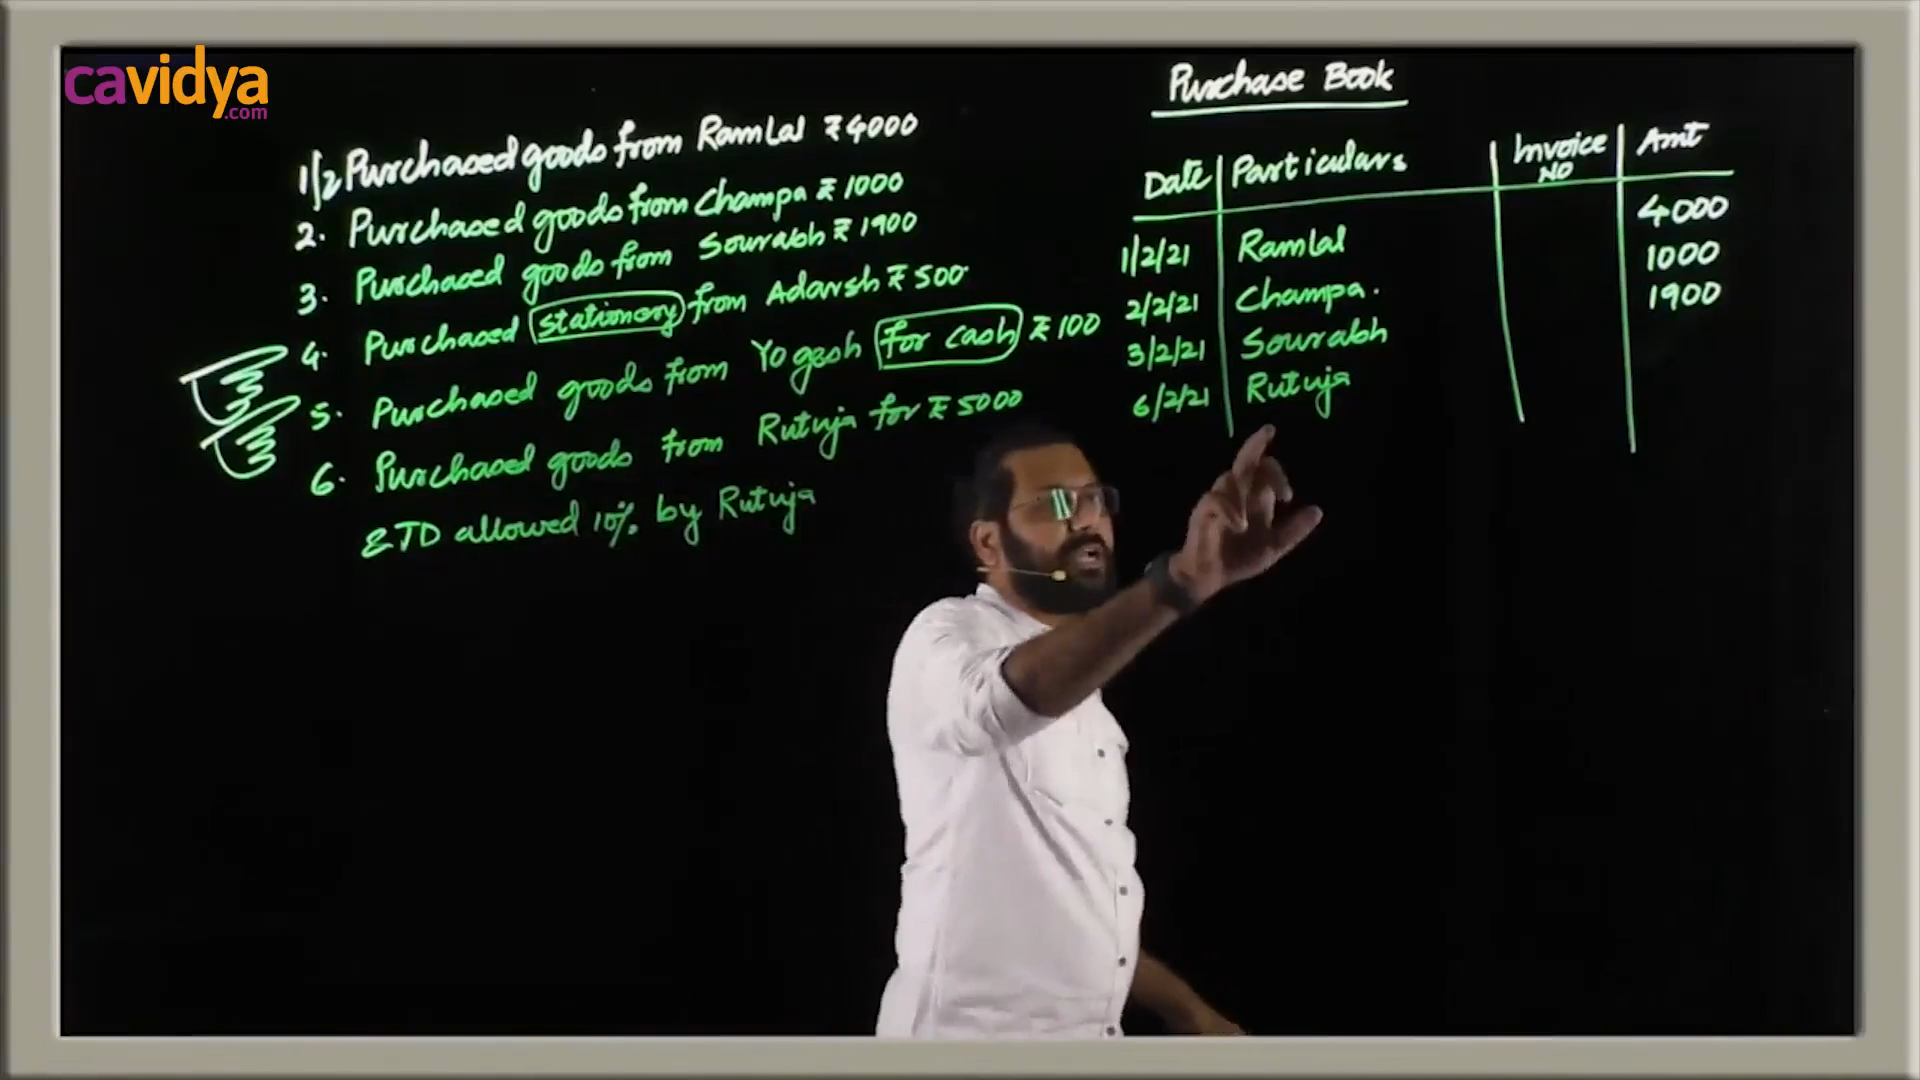 cavidya
.com
1/2 Purchased goods from Ramlal ₹ 4000
2. Purchased goods from Champa ₹ 1000
3. Purchased goods from Sourabh ₹ 1900
4. Purchased stationery from Adarsh ₹ 500
5. Purchased goods from Yogesh for cash ₹ 100
6. Purchased goods from Rutuja for ₹ 5000
& TD allowed 10% by Rutuja
Purchase Book
Date Particulars Invoice NO Amt
1/2/21 Ramlal 4000
2/2/21 Champa. 1000
3/2/21 Sourabh 1900
6/2/21 Rutuja